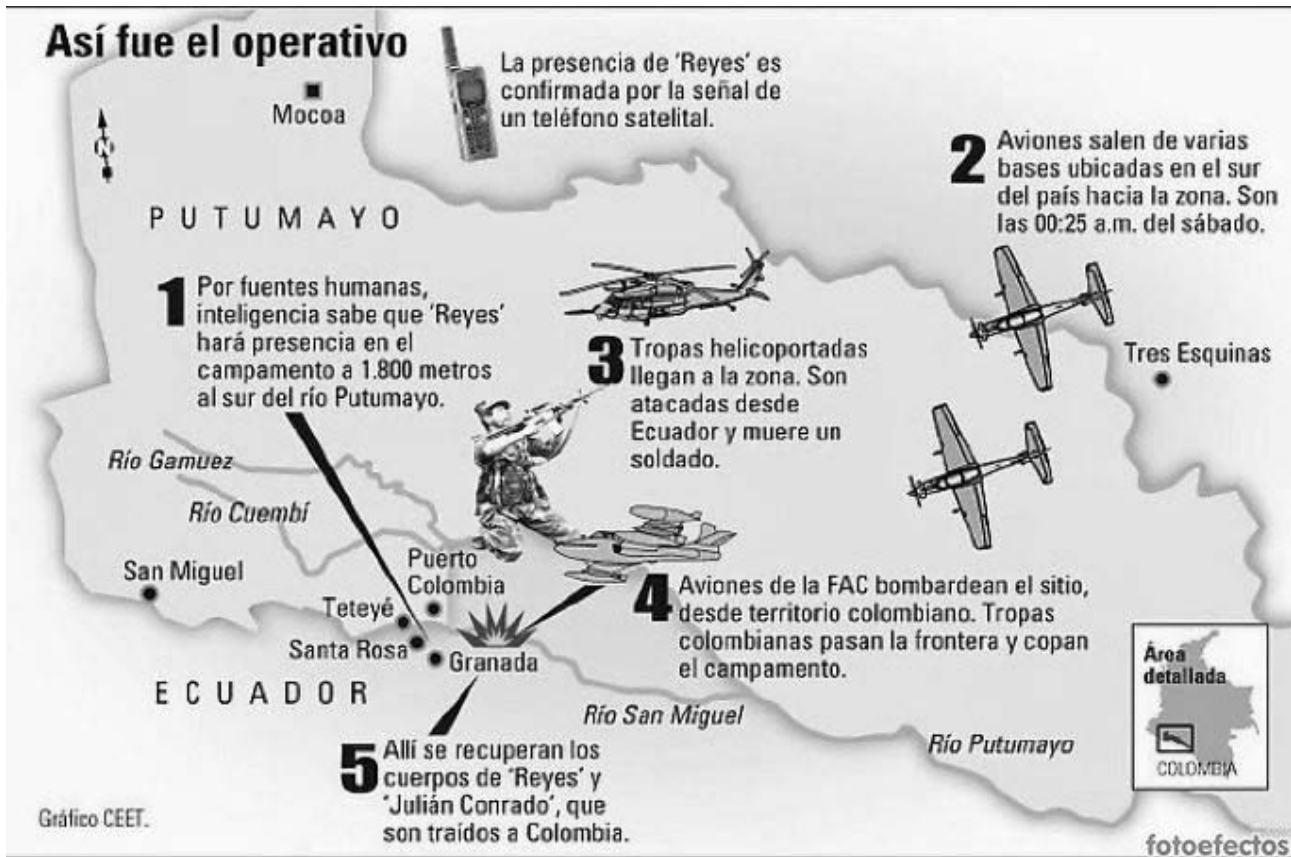 Así fue el operativo
La presencia de 'Reyes' es
confirmada por la señal de
un teléfono satelital.
Mocoa
N
PUTUMAYO
1
Por fuentes humanas,
inteligencia sabe que 'Reyes'
hará presencia en el
campamento a 1.800 metros
al sur del río Putumayo.
2
Aviones salen de varias
bases ubicadas en el sur
del país hacia la zona. Son
las 00:25 a.m. del sábado.
3
Tropas helicoportadas
llegan a la zona. Son
atacadas desde
Ecuador y muere un
soldado.
Tres Esquinas
Río Gamuez
Río Cuembí
San Miguel
Puerto
Colombia
Teteyé
Santa Rosa
Granada
4
Aviones de la FAC bombardean el sitio,
desde territorio colombiano. Tropas
colombianas pasan la frontera y copan
el campamento.
ECUADOR
Río San Miguel
Río Putumayo
Área
detallada
COLOMBIA
5
Allí se recuperan los
cuerpos de 'Reyes' y
'Julián Conrado', que
son traídos a Colombia.
Gráfico CEET.
fotoefectos